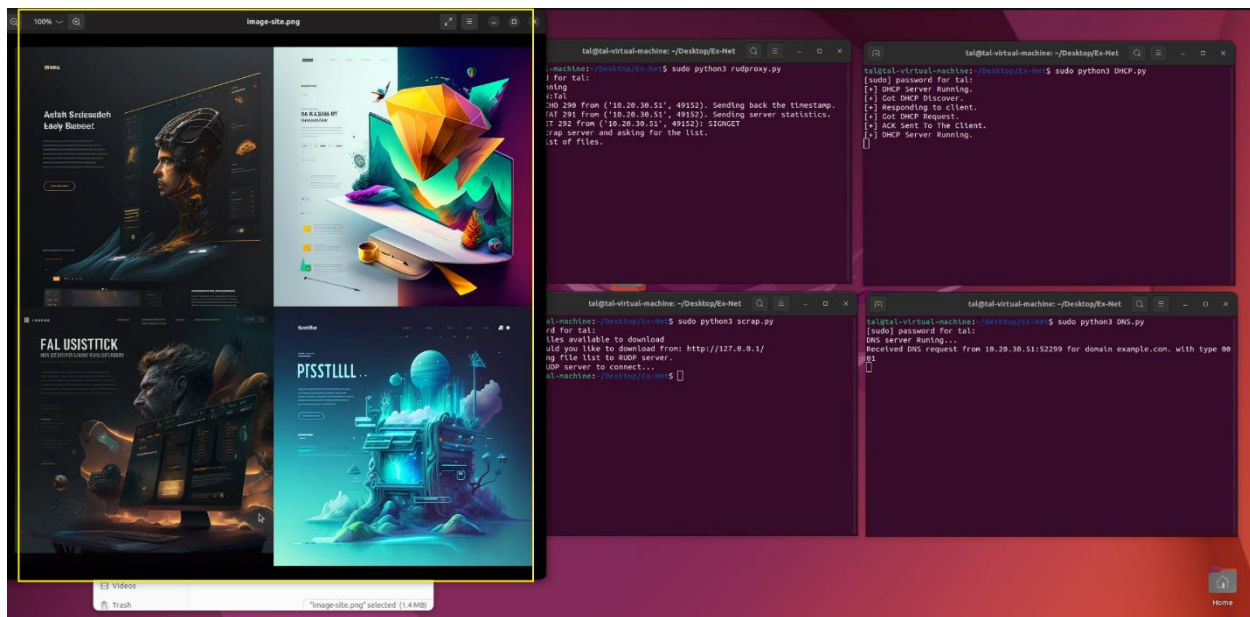 100%
image-site.png
Aelsh Srdesedeh
Lealy Babeet
FAL USISTTICK
PTSSTLLLL..
Videos
Trash
"image-site.png" selected (1.4 MB)
tal@tal-virtual-machine: ~/Desktop/Ex-Net
-machine:~/Desktop/Ex-Net$ sudo python3 rudproxy.py
d for tal:
nning
N:Tal
CHO 290 from ('10.20.30.51', 49152). Sending back the timestamp.
TAT 291 from ('10.20.30.51', 49152). Sending server statistics.
ET 292 from ('10.20.30.51', 49152): SIGNGET
crap server and asking for the list.
ist of files.
tal@tal-virtual-machine: ~/Desktop/Ex-Net
tal@tal-virtual-machine:~/Desktop/Ex-Net$ sudo python3 DHCP.py
[sudo] password for tal:
[+] DHCP Server Running.
[+] Got DHCP Discover.
[+] Responding to client.
[+] Got DHCP Request.
[+] ACK Sent To The Client.
[+] DHCP Server Running.
tal@tal-virtual-machine: ~/Desktop/Ex-Net
al-machine:~/Desktop/Ex-Net$ sudo python3 scrap.py
rd for tal:
iles available to download
uld you like to download from: http://127.0.0.1/
ng file list to RUDP server.
UDP server to connect...
al-machine:~/Desktop/Ex-Net$
tal@tal-virtual-machine: ~/Desktop/Ex-Net
tal@tal-virtual-machine:~/Desktop/Ex-Net$ sudo python3 DNS.py
[sudo] password for tal:
DNS server Runing...
Received DNS request from 10.20.30.51:52299 for domain example.com. with type 00
01
Home